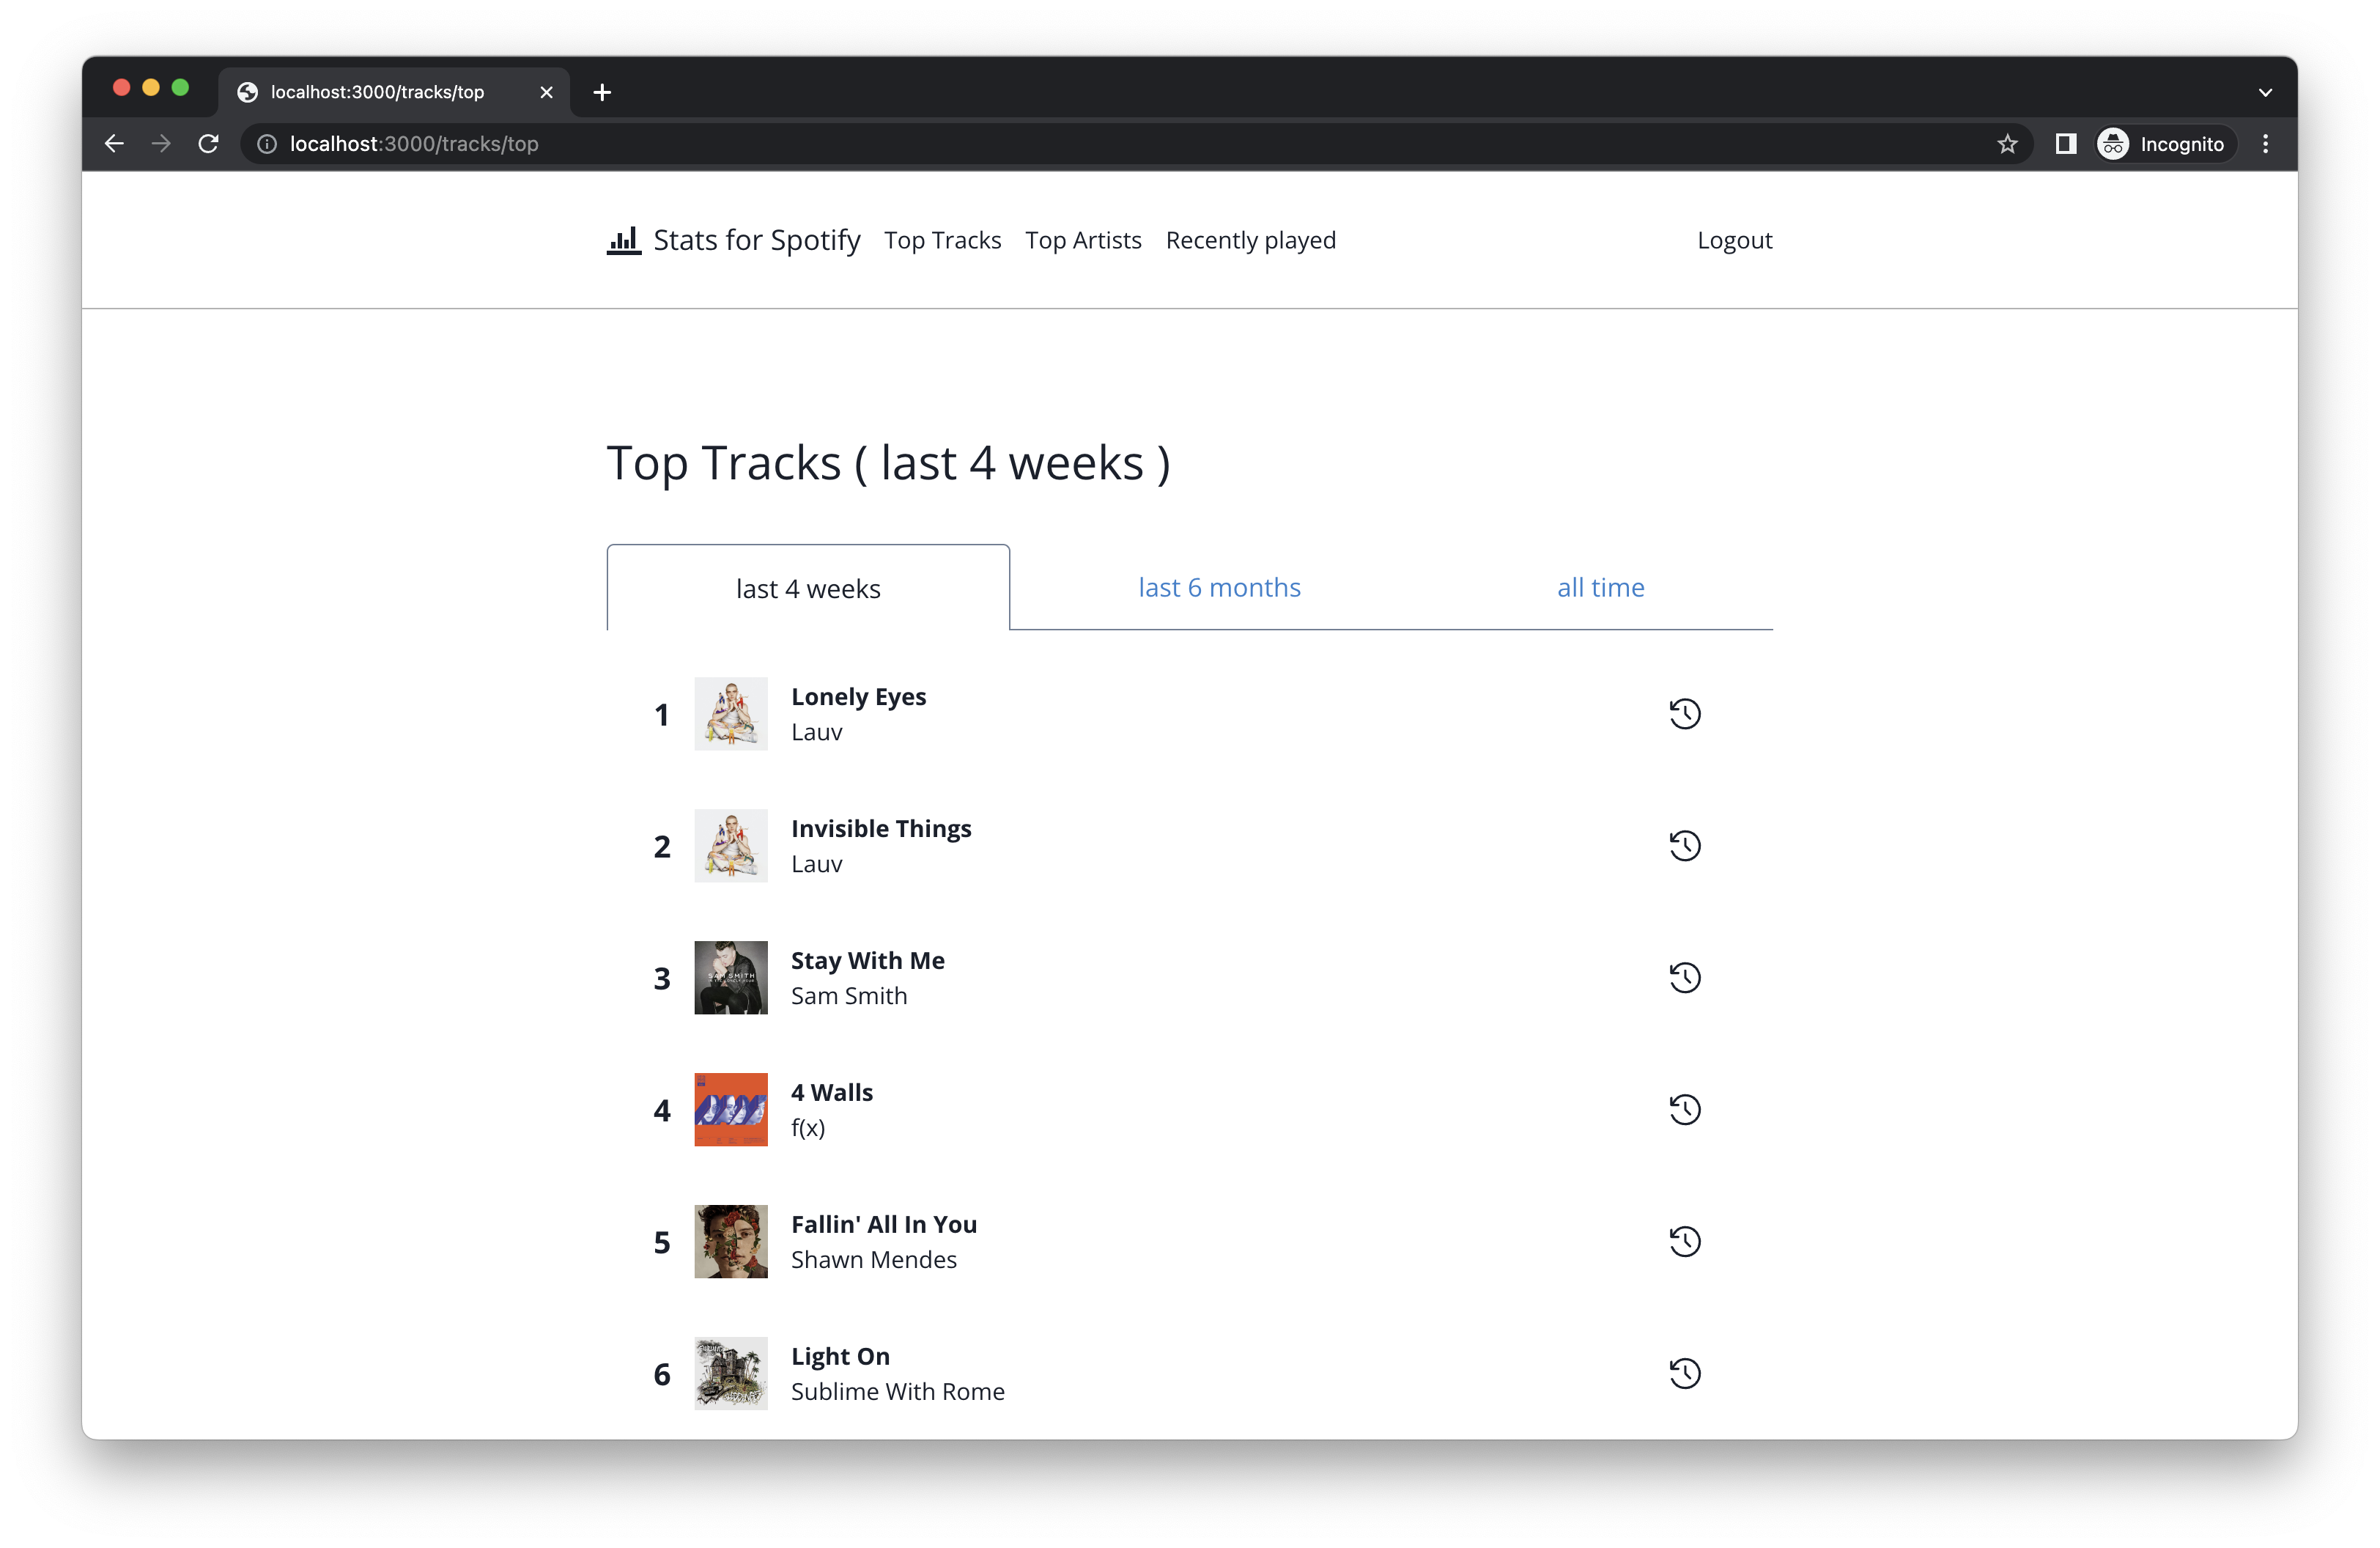 localhost:3000/tracks/top
localhost:3000/tracks/top
Incognito
Stats for Spotify Top Tracks Top Artists Recently played Logout
Top Tracks ( last 4 weeks )
last 4 weeks last 6 months all time
1
Lonely Eyes
Lauv
2
Invisible Things
Lauv
3
SAM SMITH
Stay With Me
Sam Smith
4
4 Walls
f(x)
5
Fallin' All In You
Shawn Mendes
6
Light On
Sublime With Rome